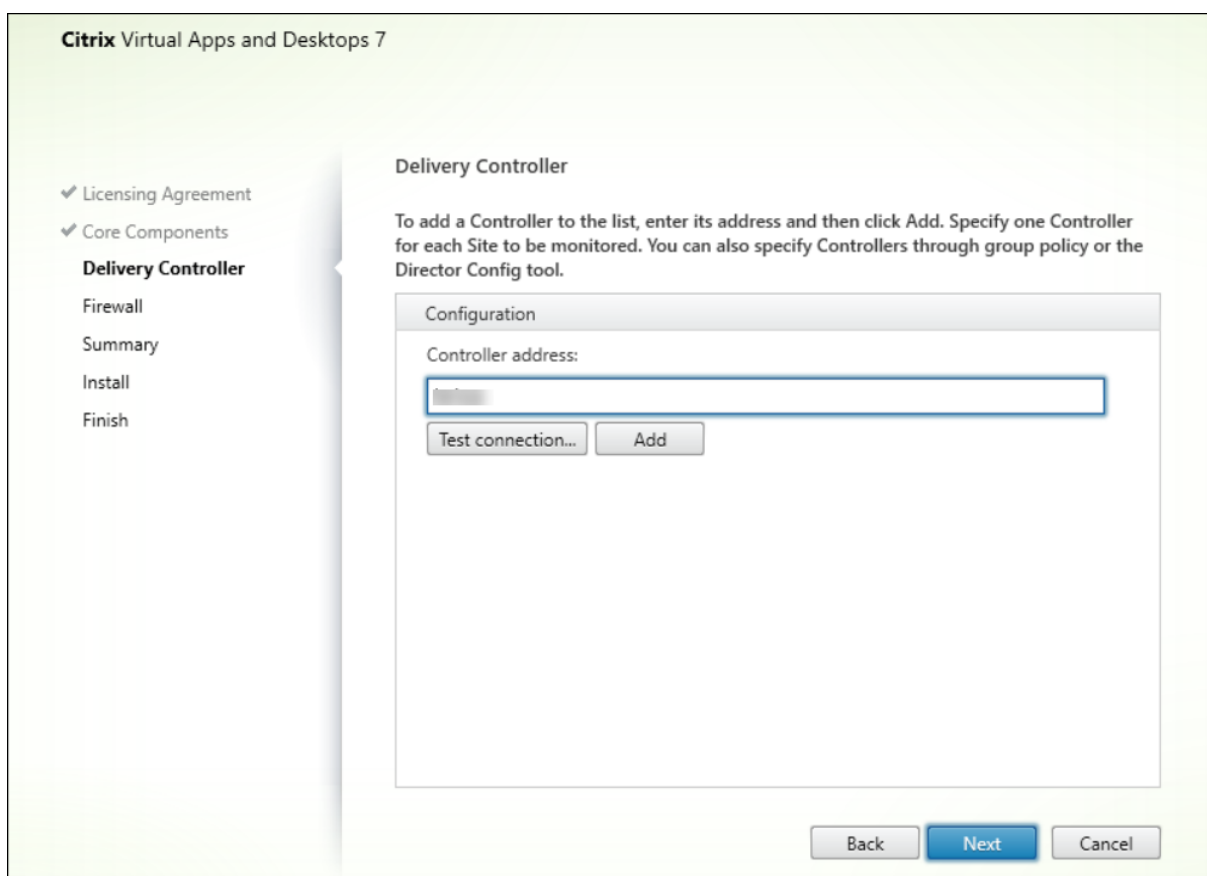 Citrix Virtual Apps and Desktops 7
Licensing Agreement
Core Components
Delivery Controller
Firewall
Summary
Install
Finish
Delivery Controller
To add a Controller to the list, enter its address and then click Add. Specify one Controller
for each Site to be monitored. You can also specify Controllers through group policy or the
Director Config tool.
Configuration
Controller address:
Test connection... Add
Back Next Cancel